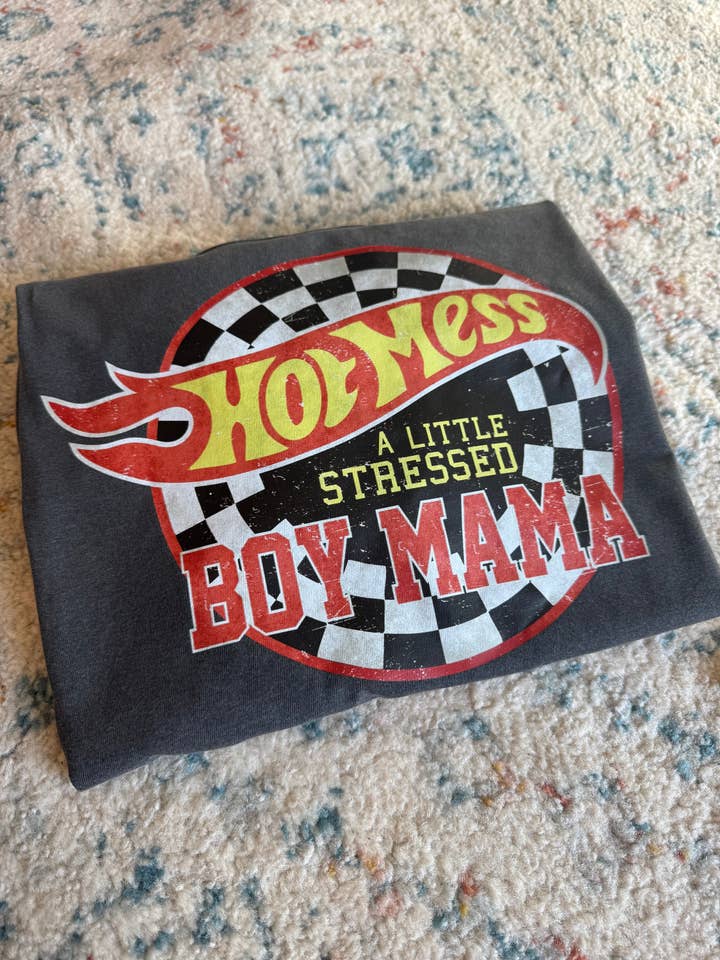 Hot Mess
A LITTLE
STRESSED
BOY MAMA